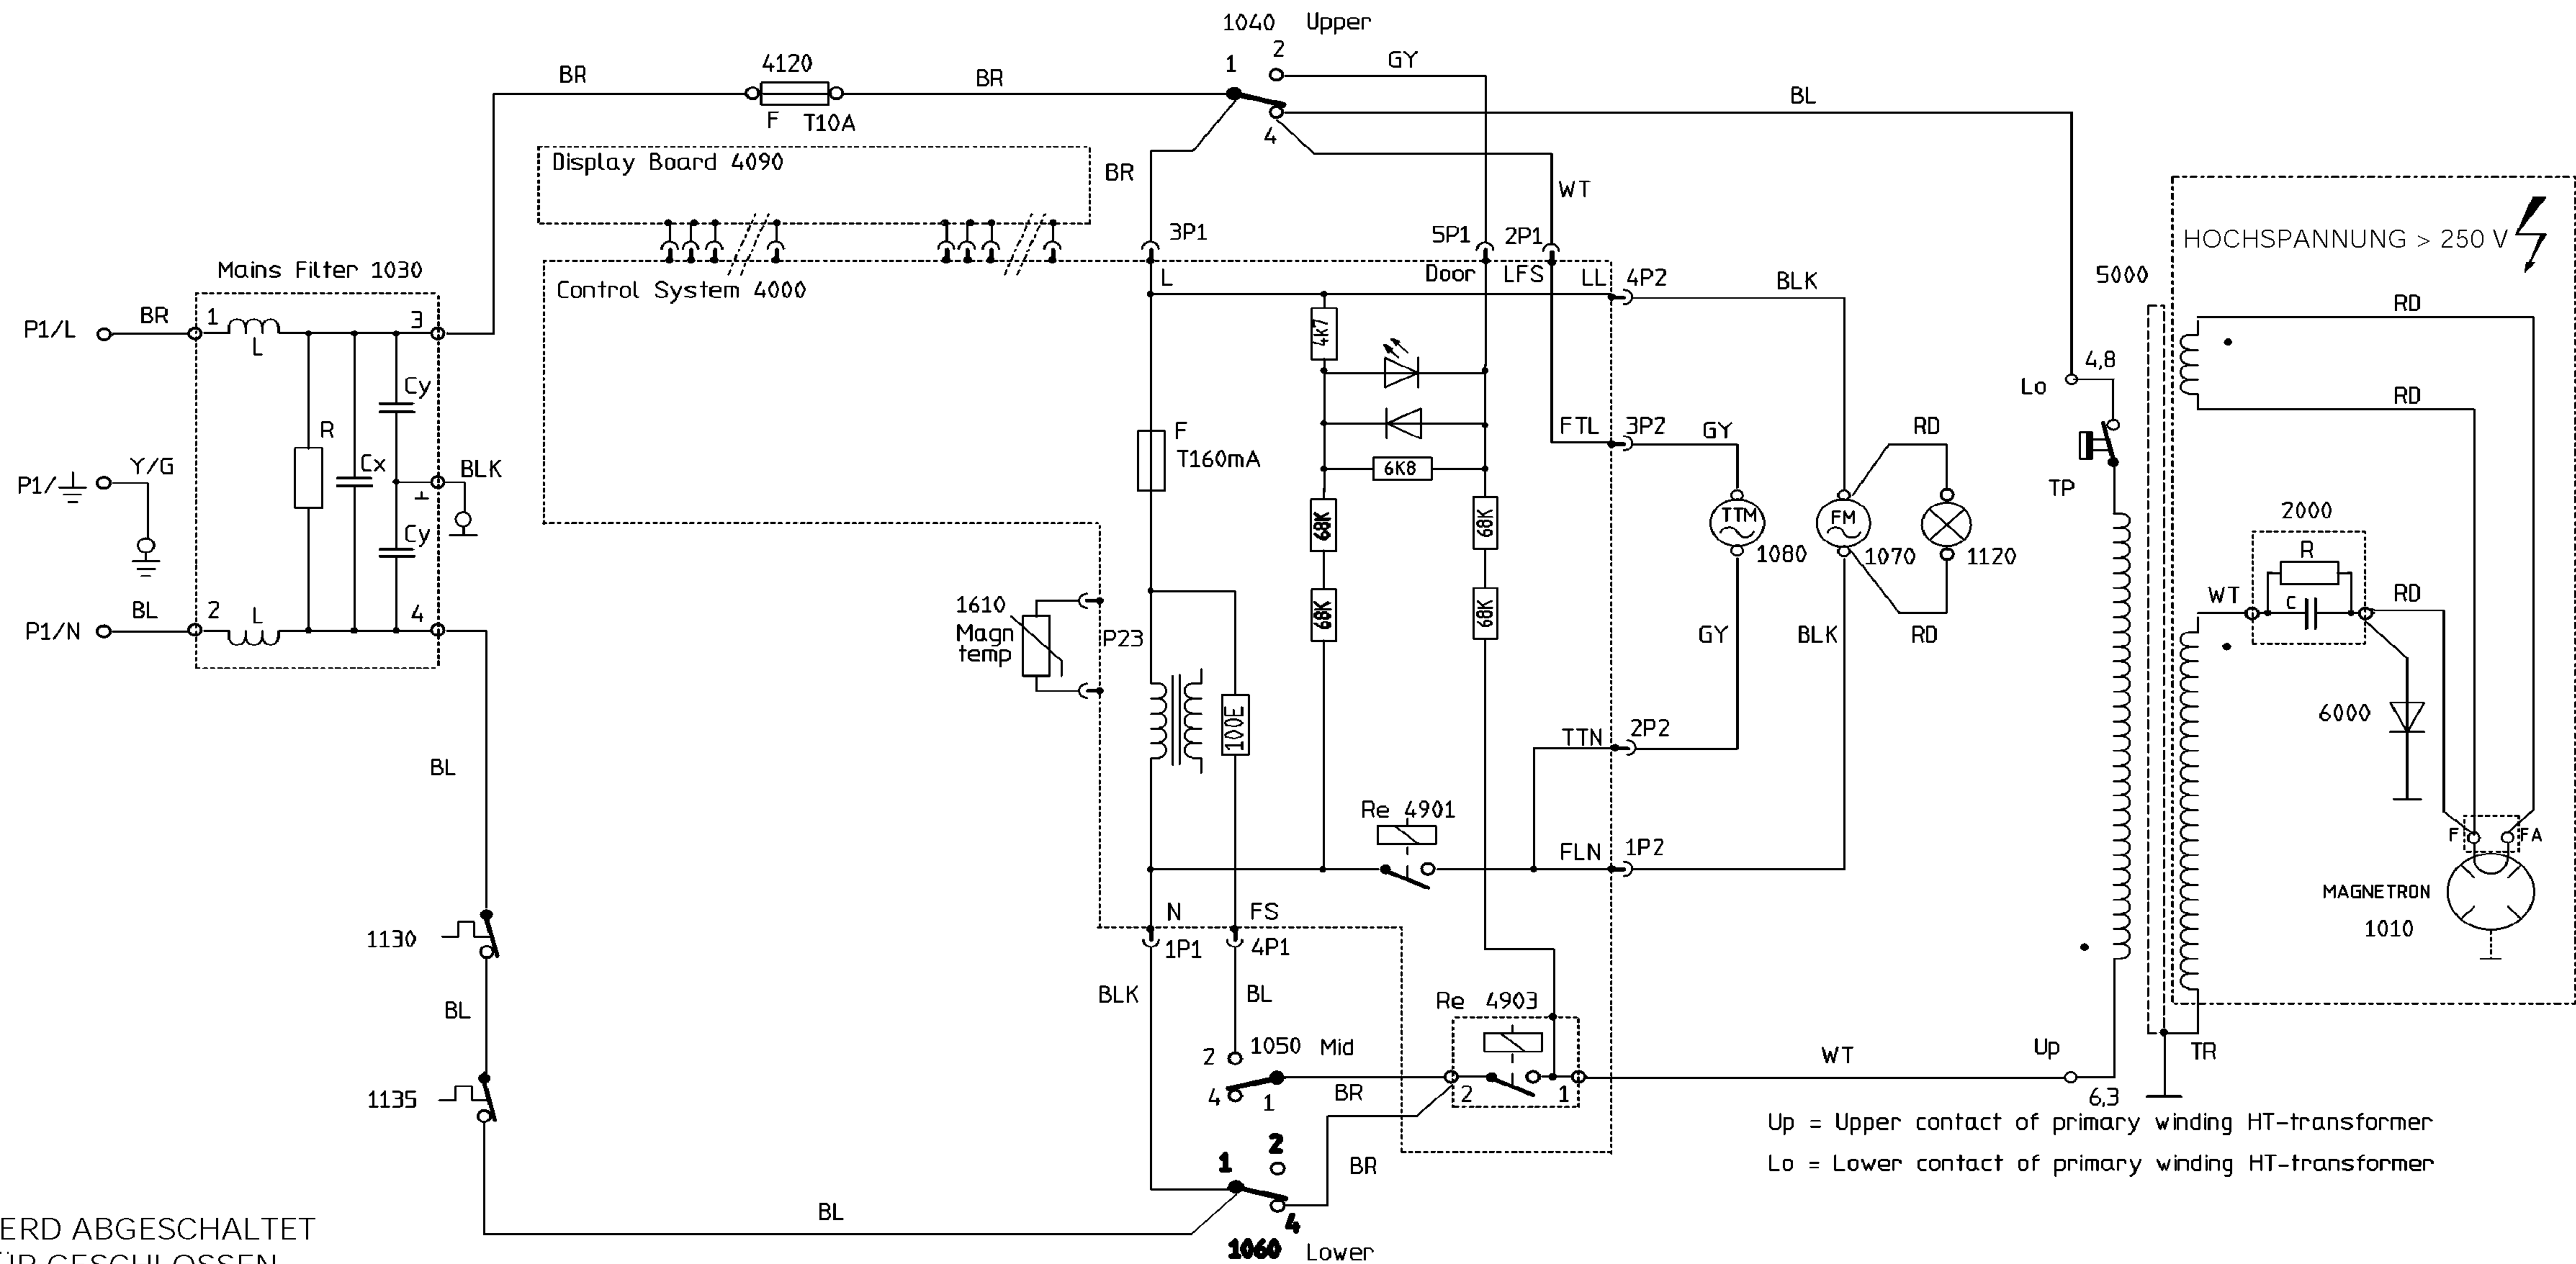 1040 Upper
1 2
4
GY
BR
4120
BR
F T10A
BL
Display Board 4090
BR
WT
3P1
5P1
2P1
HOCHSPANNUNG > 250 V
Mains Filter 1030
Control System 4000
L
Door
LFS
LL
4P2
BLK
5000
RD
P1/L
BR
1
L
3
4k7
4,8
Lo
RD
Cy
R
Cx
P1/
Y/G
BLK
F
T160mA
6K8
FTL
3P2
GY
RD
TP
Cy
68K
68K
TTM
1080
FM
1070
1120
2000
R
C
WT
RD
P1/N
BL
2
L
4
1610
Magn
temp
P23
68K
68K
GY
BLK
RD
100E
TTN
2P2
6000
BL
Re 4901
FLN
1P2
F
FA
MAGNETRON
1010
1130
N
FS
1P1
4P1
BL
BLK
BL
Re 4903
2
1050 Mid
4
1
BR
2
1
WT
Up
6,3
TR
1135
Up = Upper contact of primary winding HT-transformer
Lo = Lower contact of primary winding HT-transformer
2
1
BR
4
BL
1060 Lower
ERD ABGESCHALTET
ÜR GESCHLOSSEN